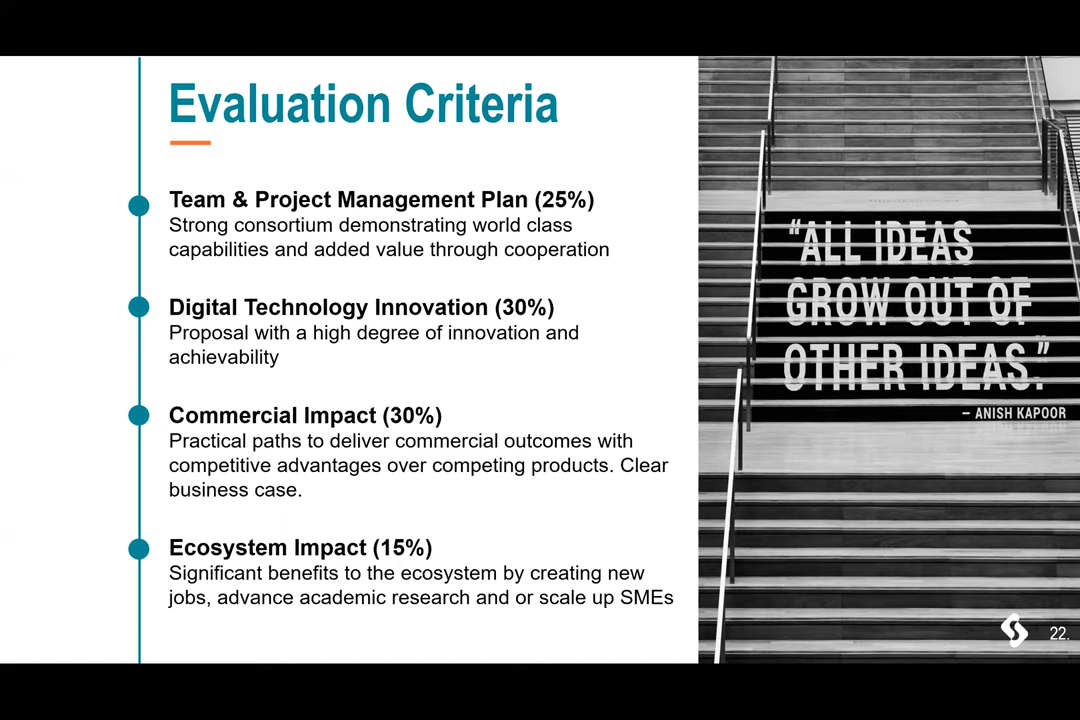 Evaluation Criteria
Team & Project Management Plan (25%)
Strong consortium demonstrating world class
capabilities and added value through cooperation
Digital Technology Innovation (30%)
Proposal with a high degree of innovation and
achievability
Commercial Impact (30%)
Practical paths to deliver commercial outcomes with
competitive advantages over competing products. Clear
business case.
Ecosystem Impact (15%)
Significant benefits to the ecosystem by creating new
jobs, advance academic research and or scale up SMEs
“ALL IDEAS
GROW OUT OF
OTHER IDEAS.”
– ANISH KAPOOR
22.